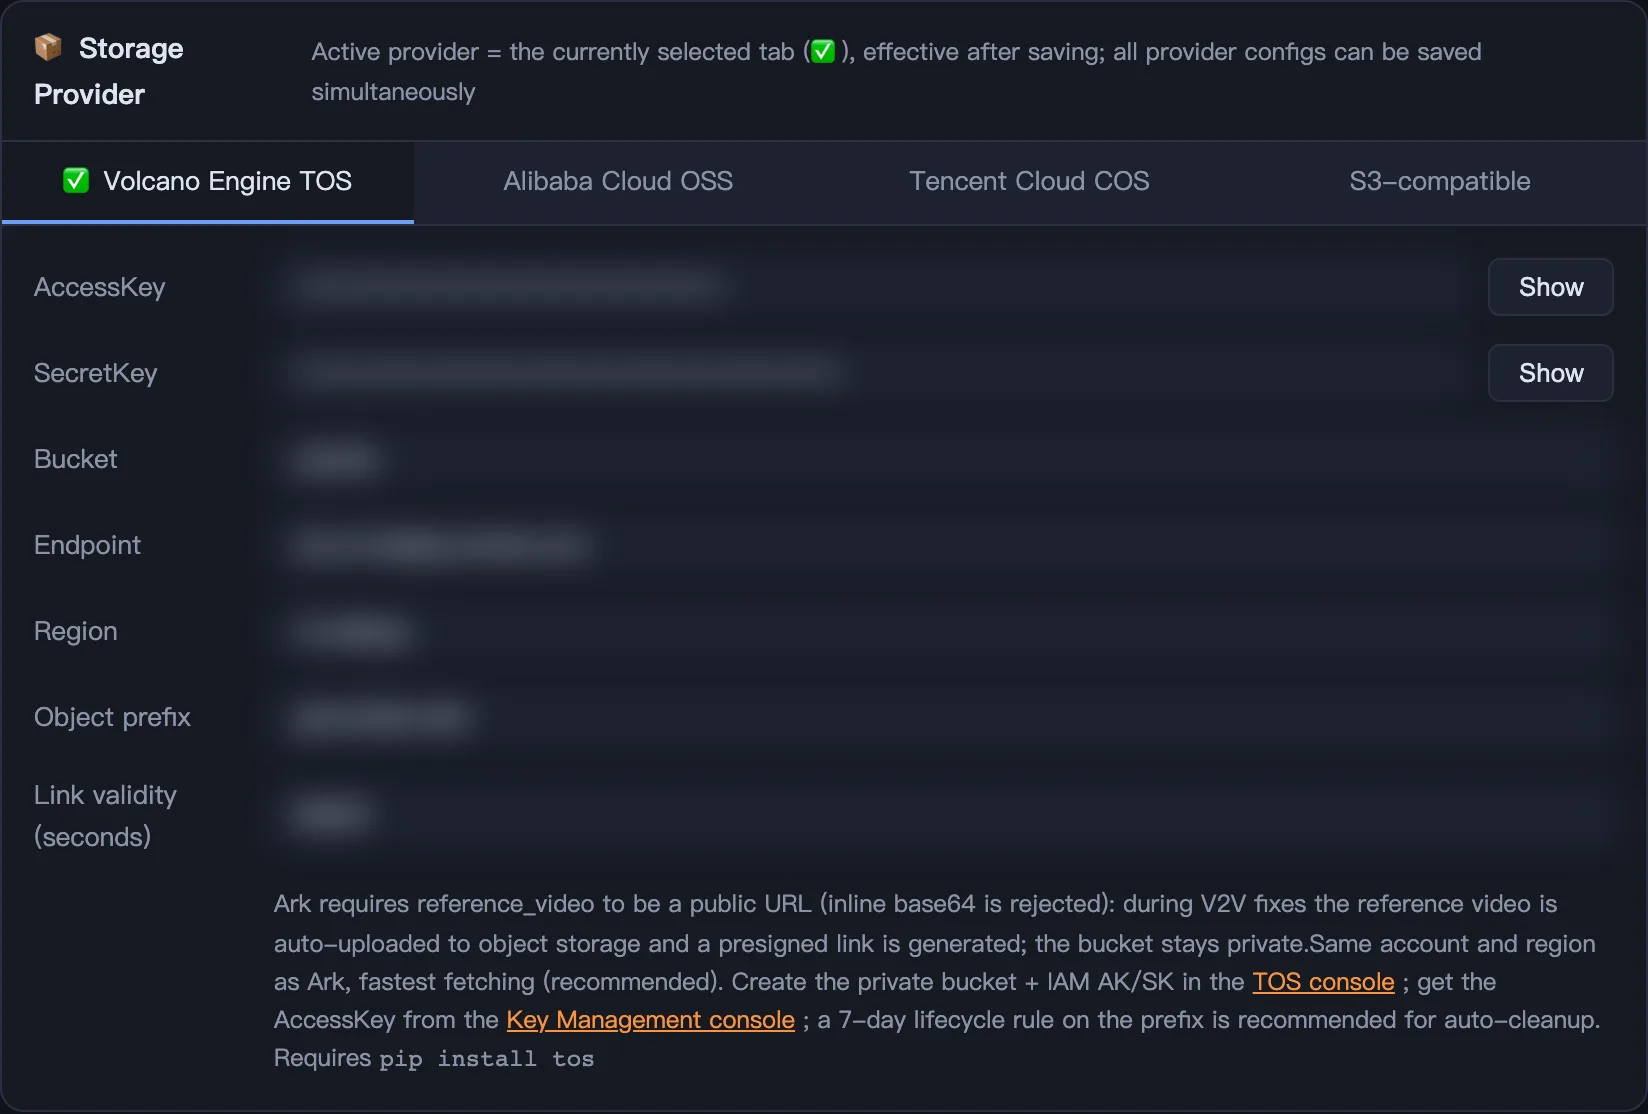 Storage
Provider
Active provider = the currently selected tab (✅), effective after saving; all provider configs can be saved
simultaneously
✅ Volcano Engine TOS
Alibaba Cloud OSS
Tencent Cloud COS
S3-compatible
AccessKey
Show
SecretKey
Show
Bucket
Endpoint
Region
Object prefix
Link validity
(seconds)
Ark requires reference_video to be a public URL (inline base64 is rejected): during V2V fixes the reference video is
auto-uploaded to object storage and a presigned link is generated; the bucket stays private.Same account and region
as Ark, fastest fetching (recommended). Create the private bucket + IAM AK/SK in the TOS console ; get the
AccessKey from the Key Management console ; a 7-day lifecycle rule on the prefix is recommended for auto-cleanup.
Requires pip install tos